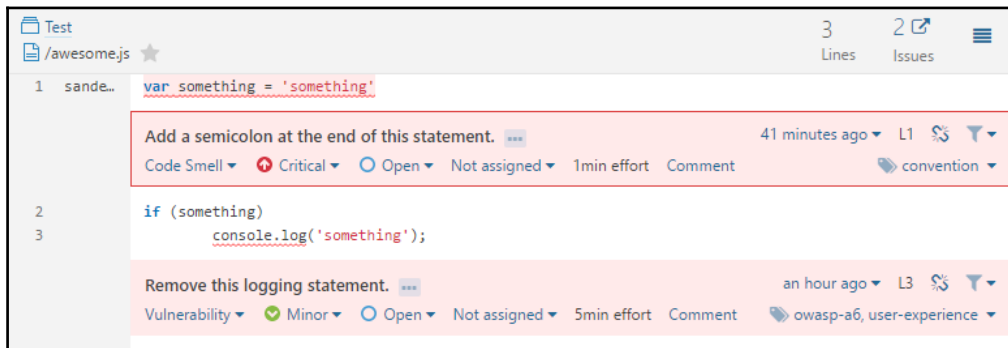 Test
/awesome.js
3 Lines
2 Issues
1 sande… var something = 'something'
Add a semicolon at the end of this statement. ... 41 minutes ago L1
Code Smell Critical Open Not assigned 1min effort Comment convention
2 if (something)
3 console.log('something');
Remove this logging statement. ... an hour ago L3
Vulnerability Minor Open Not assigned 5min effort Comment owasp-a6, user-experience